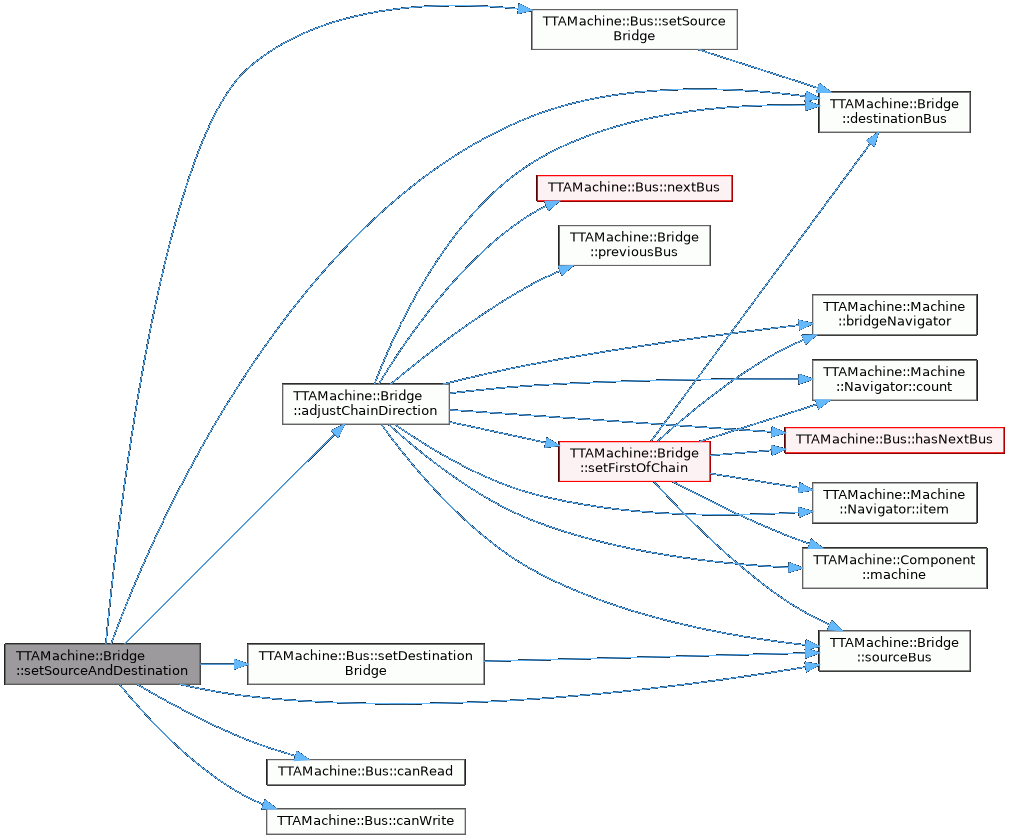 TTAMachine::Bus::setSource
Bridge
TTAMachine::Bridge
::destinationBus
TTAMachine::Bus::nextBus
TTAMachine::Bridge
::previousBus
TTAMachine::Machine
::bridgeNavigator
TTAMachine::Machine
::Navigator::count
TTAMachine::Bridge
::adjustChainDirection
TTAMachine::Bus::hasNextBus
TTAMachine::Bridge
::setFirstOfChain
TTAMachine::Machine
::Navigator::item
TTAMachine::Component
::machine
TTAMachine::Bridge
::sourceBus
TTAMachine::Bridge
::setSourceAndDestination
TTAMachine::Bus::setDestination
Bridge
TTAMachine::Bus::canRead
TTAMachine::Bus::canWrite